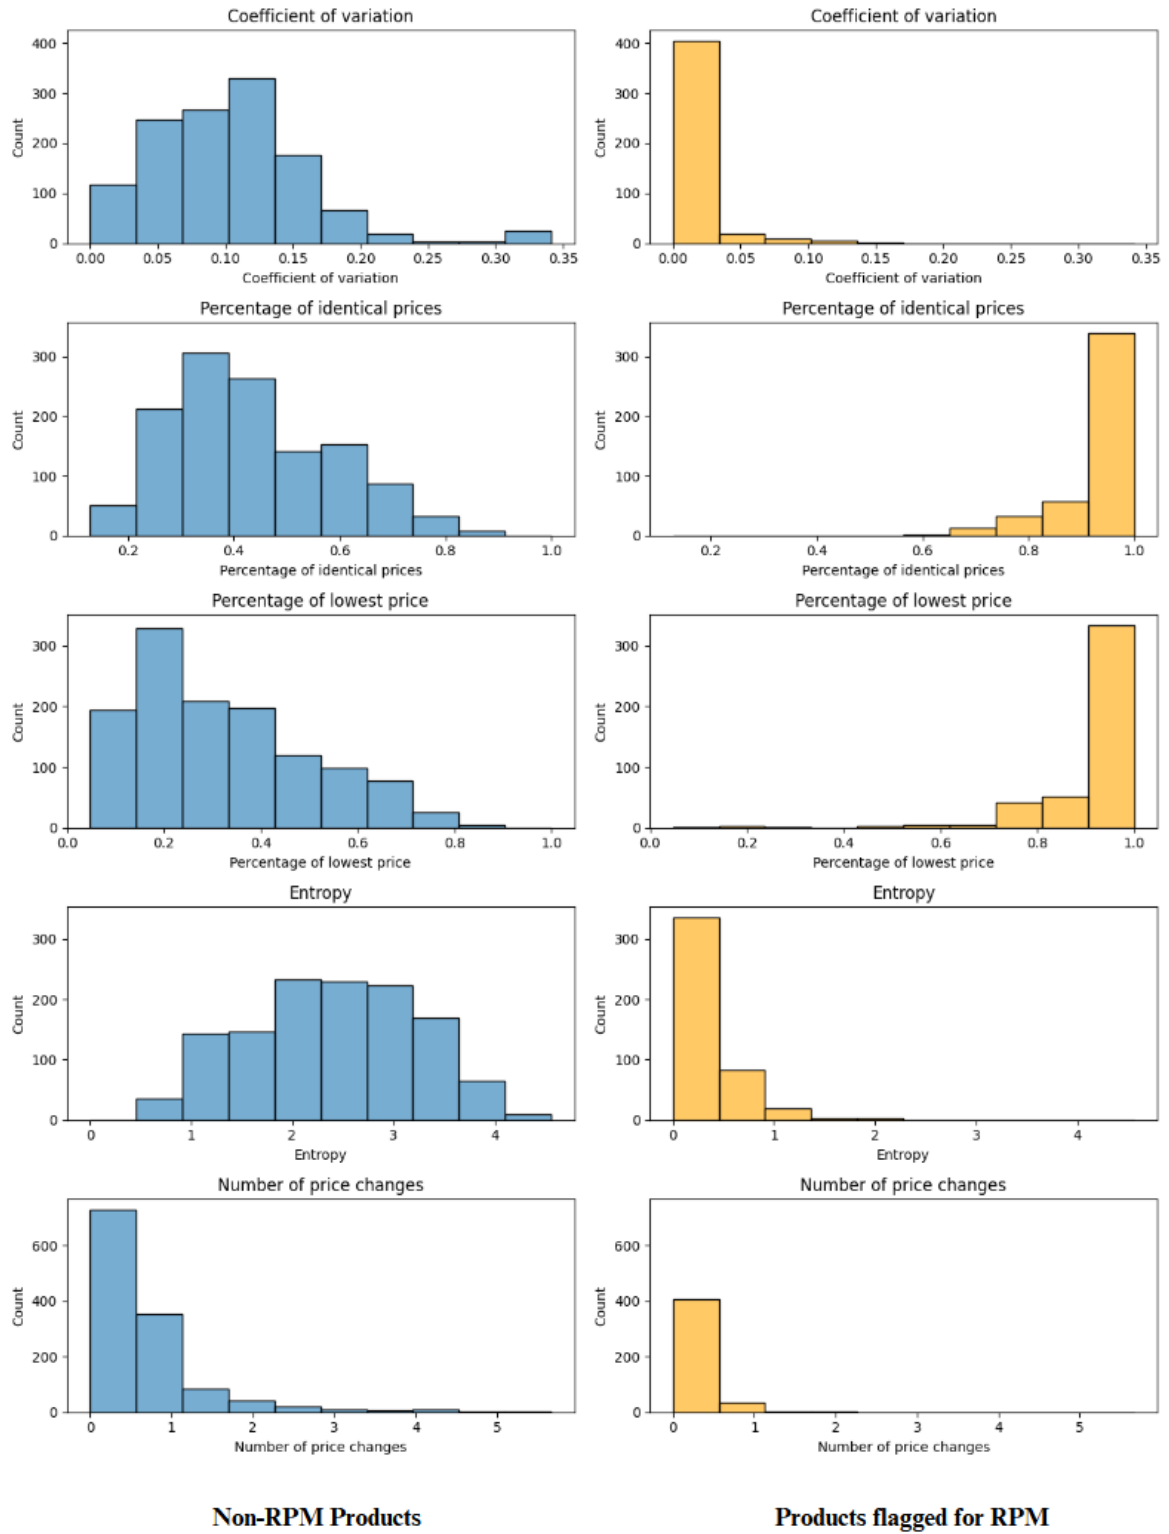 Coefficient of variation
Coefficient of variation
400
300
200
100
0
Count
0.00 0.05 0.10 0.15 0.20 0.25 0.30 0.35
Coefficient of variation
400
300
200
100
0
Count
0.00 0.05 0.10 0.15 0.20 0.25 0.30 0.35
Coefficient of variation
Percentage of identical prices
Percentage of identical prices
300
200
100
0
Count
0.2 0.4 0.6 0.8 1.0
Percentage of identical prices
300
200
100
0
Count
0.2 0.4 0.6 0.8 1.0
Percentage of identical prices
Percentage of lowest price
Percentage of lowest price
300
200
100
0
Count
0.0 0.2 0.4 0.6 0.8 1.0
Percentage of lowest price
300
200
100
0
Count
0.0 0.2 0.4 0.6 0.8 1.0
Percentage of lowest price
Entropy
Entropy
300
200
100
0
Count
0 1 2 3 4
Entropy
300
200
100
0
Count
0 1 2 3 4
Entropy
Number of price changes
Number of price changes
600
400
200
0
Count
0 1 2 3 4 5
Number of price changes
600
400
200
0
Count
0 1 2 3 4 5
Number of price changes
Non-RPM Products
Products flagged for RPM